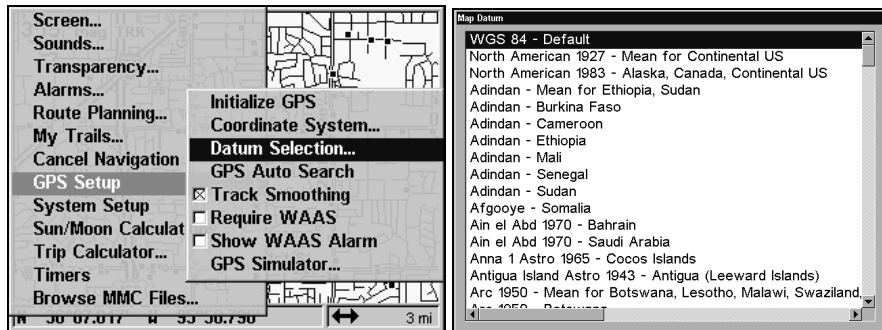 Screen...
Sounds...
Transparency...
Alarms...
Route Planning...
My Trails...
Cancel Navigation
GPS Setup
System Setup
Sun/Moon Calculat
Trip Calculator...
Timers
Browse MMC Files...
Initialize GPS
Coordinate System...
Datum Selection...
GPS Auto Search
Track Smoothing
Require WAAS
Show WAAS Alarm
GPS Simulator...
3 mi
Map Datum
WGS 84 - Default
North American 1927 - Mean for Continental US
North American 1983 - Alaska, Canada, Continental US
Adindan - Mean for Ethiopia, Sudan
Adindan - Burkina Faso
Adindan - Cameroon
Adindan - Ethiopia
Adindan - Mali
Adindan - Senegal
Adindan - Sudan
Afgooye - Somalia
Ain el Abd 1970 - Bahrain
Ain el Abd 1970 - Saudi Arabia
Anna 1 Astro 1965 - Cocos Islands
Antigua Island Astro 1943 - Antigua (Leeward Islands)
Arc 1950 - Mean for Botswana, Lesotho, Malawi, Swaziland,
Arc 1950 - Botswana